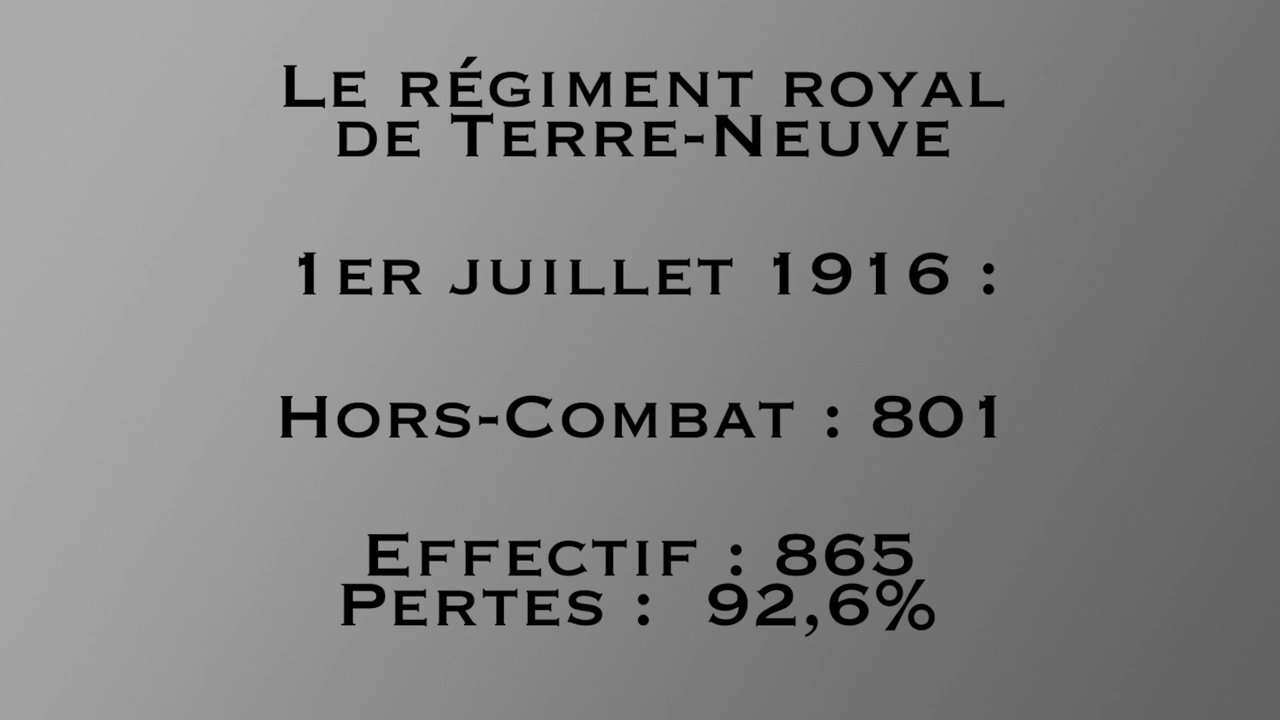 Le régiment royal
de Terre-Neuve
1er juillet 1916 :
Hors-Combat : 801
Effectif : 865
Pertes : 92,6%